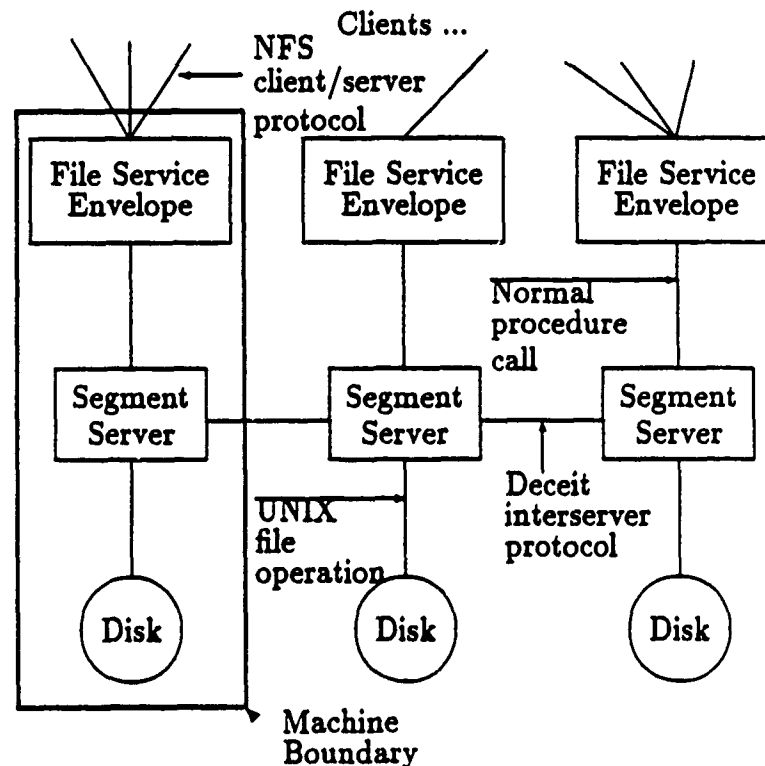 Clients ...
NFS
client/server
protocol
File Service
Envelope
File Service
Envelope
File Service
Envelope
Normal
procedure
call
Segment
Server
Segment
Server
Segment
Server
UNIX
file
operation
Deceit
interserver
protocol
Disk
Disk
Disk
Machine
Boundary